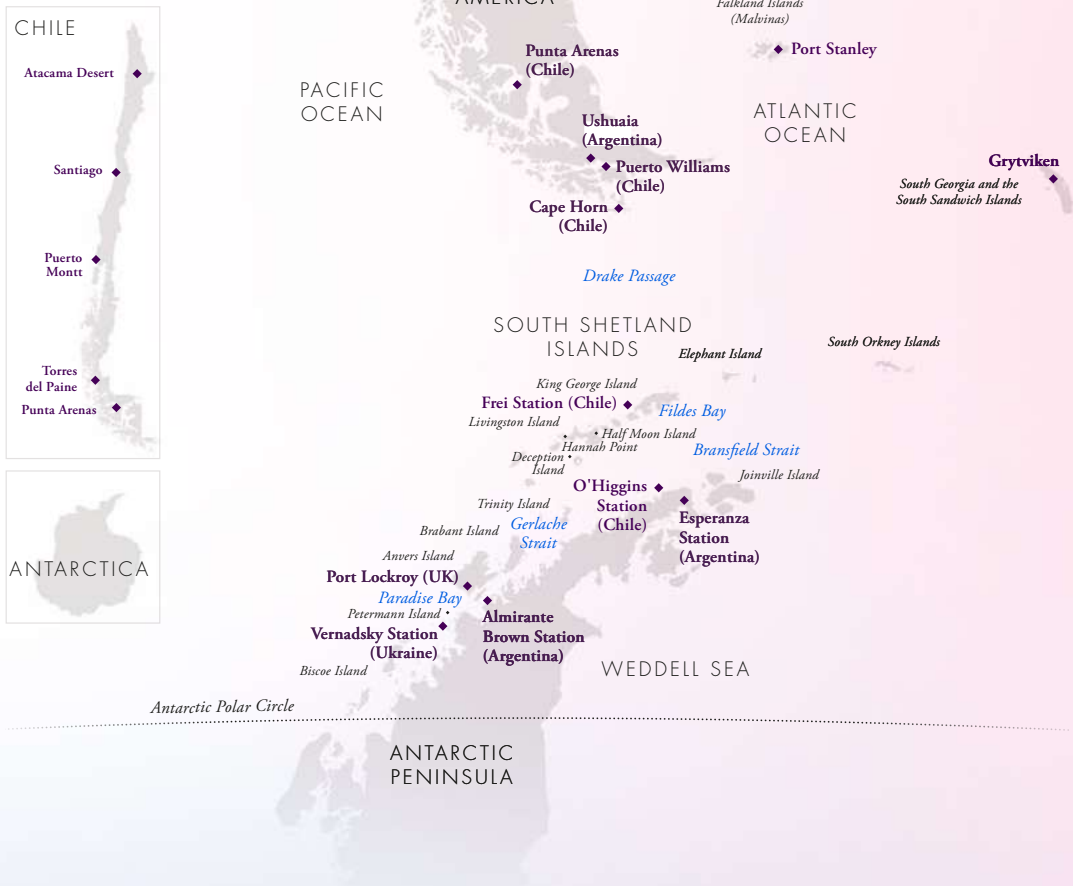 CHILE
Atacama Desert
Santiago
Puerto
Montt
Torres
del Paine
Punta Arenas
ANTARCTICA
AMERICA
Falkland Islands
(Malvinas)
Port Stanley
Punta Arenas
(Chile)
PACIFIC
OCEAN
ATLANTIC
OCEAN
Ushuaia
(Argentina)
Puerto Williams
(Chile)
Grytviken
South Georgia and the
South Sandwich Islands
Cape Horn
(Chile)
Drake Passage
SOUTH SHETLAND
ISLANDS
Elephant Island
South Orkney Islands
King George Island
Frei Station (Chile)
Fildes Bay
Livingston Island
Half Moon Island
Hannah Point
Deception
Island
Bransfield Strait
Joinville Island
O'Higgins
Station
(Chile)
Trinity Island
Esperanza
Station
(Argentina)
Gerlache
Strait
Brabant Island
Anvers Island
Port Lockroy (UK)
Paradise Bay
Petermann Island
Almirante
Brown Station
(Argentina)
Vernadsky Station
(Ukraine)
Biscoe Island
WEDDELL SEA
Antarctic Polar Circle
ANTARCTIC
PENINSULA